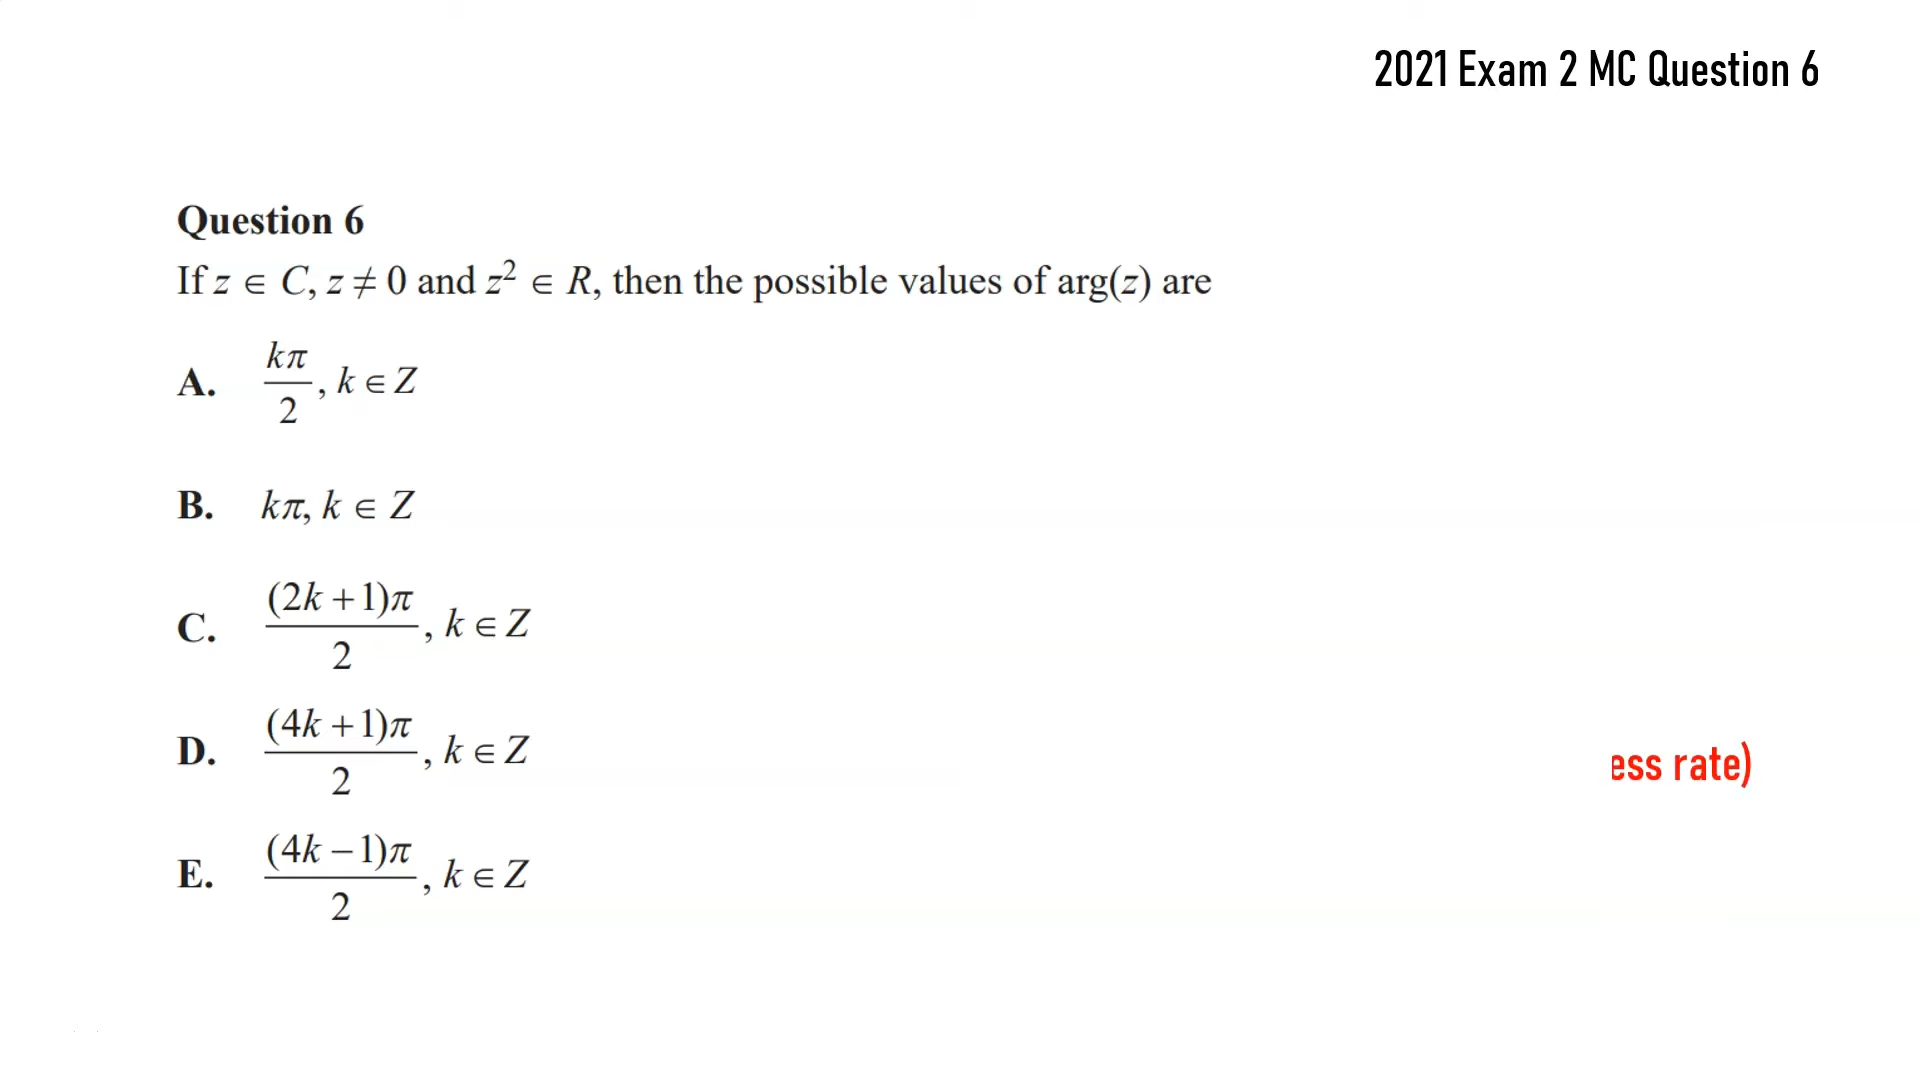 2021 Exam 2 MC Question 6
Question 6
If z ∈ C, z ≠ 0 and z² ∈ R, then the possible values of arg(z) are
A. kπ/2, k ∈ Z
B. kπ, k ∈ Z
C. (2k + 1)π/2, k ∈ Z
D. (4k + 1)π/2, k ∈ Z
ess rate)
E. (4k − 1)π/2, k ∈ Z